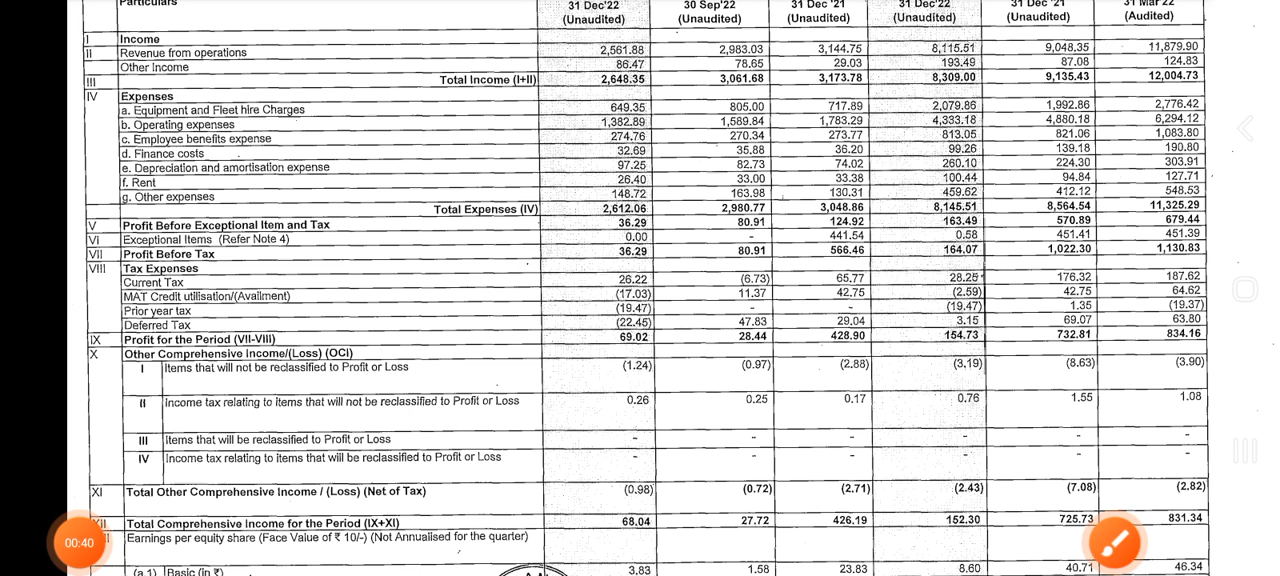 Particulars 31 Dec'22 30 Sep'22 31 Dec '21 31 Dec'22 31 Dec '21 31 Mar'22
(Unaudited) (Unaudited) (Unaudited) (Unaudited) (Unaudited) (Audited)
I Income
II Revenue from operations 2,561.88 2,983.03 3,144.75 8,115.51 9,048.35 11,879.90
Other Income 86.47 78.65 29.03 193.49 87.08 124.83
III Total Income (I+II) 2,648.35 3,061.68 3,173.78 8,309.00 9,135.43 12,004.73
IV Expenses
a. Equipment and Fleet hire Charges 649.35 805.00 717.89 2,079.86 1,992.86 2,776.42
b. Operating expenses 1,382.89 1,589.84 1,783.29 4,333.18 4,880.18 6,294.12
c. Employee benefits expense 274.76 270.34 273.77 813.05 821.06 1,083.80
d. Finance costs 32.69 35.88 36.20 99.26 139.18 190.80
e. Depreciation and amortisation expense 97.25 82.73 74.02 260.10 224.30 303.91
f. Rent 26.40 33.00 33.38 100.44 94.84 127.71
g. Other expenses 148.72 163.98 130.31 459.62 412.12 548.53
Total Expenses (IV) 2,612.06 2,980.77 3,048.86 8,145.51 8,564.54 11,325.29
V Profit Before Exceptional Item and Tax 36.29 80.91 124.92 163.49 570.89 679.44
VI Exceptional Items (Refer Note 4) 0.00 - 441.54 0.58 451.41 451.39
VII Profit Before Tax 36.29 80.91 566.46 164.07 1,022.30 1,130.83
VIII Tax Expenses
Current Tax 26.22 (6.73) 65.77 28.25 176.32 187.62
MAT Credit utilisation/(Availment) (17.03) 11.37 42.75 (2.59) 42.75 64.62
Prior year tax (19.47) - - (19.47) 1.35 (19.37)
Deferred Tax (22.45) 47.83 29.04 3.15 69.07 63.80
IX Profit for the Period (VII-VIII) 69.02 28.44 428.90 154.73 732.81 834.16
X Other Comprehensive Income/(Loss) (OCI)
I Items that will not be reclassified to Profit or Loss (1.24) (0.97) (2.88) (3.19) (8.63) (3.90)
II Income tax relating to items that will not be reclassified to Profit or Loss 0.26 0.25 0.17 0.76 1.55 1.08
III Items that will be reclassified to Profit or Loss - - - - - -
IV Income tax relating to items that will be reclassified to Profit or Loss - - - - - -
XI Total Other Comprehensive Income / (Loss) (Net of Tax) (0.98) (0.72) (2.71) (2.43) (7.08) (2.82)
Total Comprehensive Income for the Period (IX+XI) 68.04 27.72 426.19 152.30 725.73 831.34
00:40
Earnings per equity share (Face Value of ₹ 10/-) (Not Annualised for the quarter)
(a.1) Basic (in ₹) 3.83 1.58 23.83 8.60 40.71 46.34